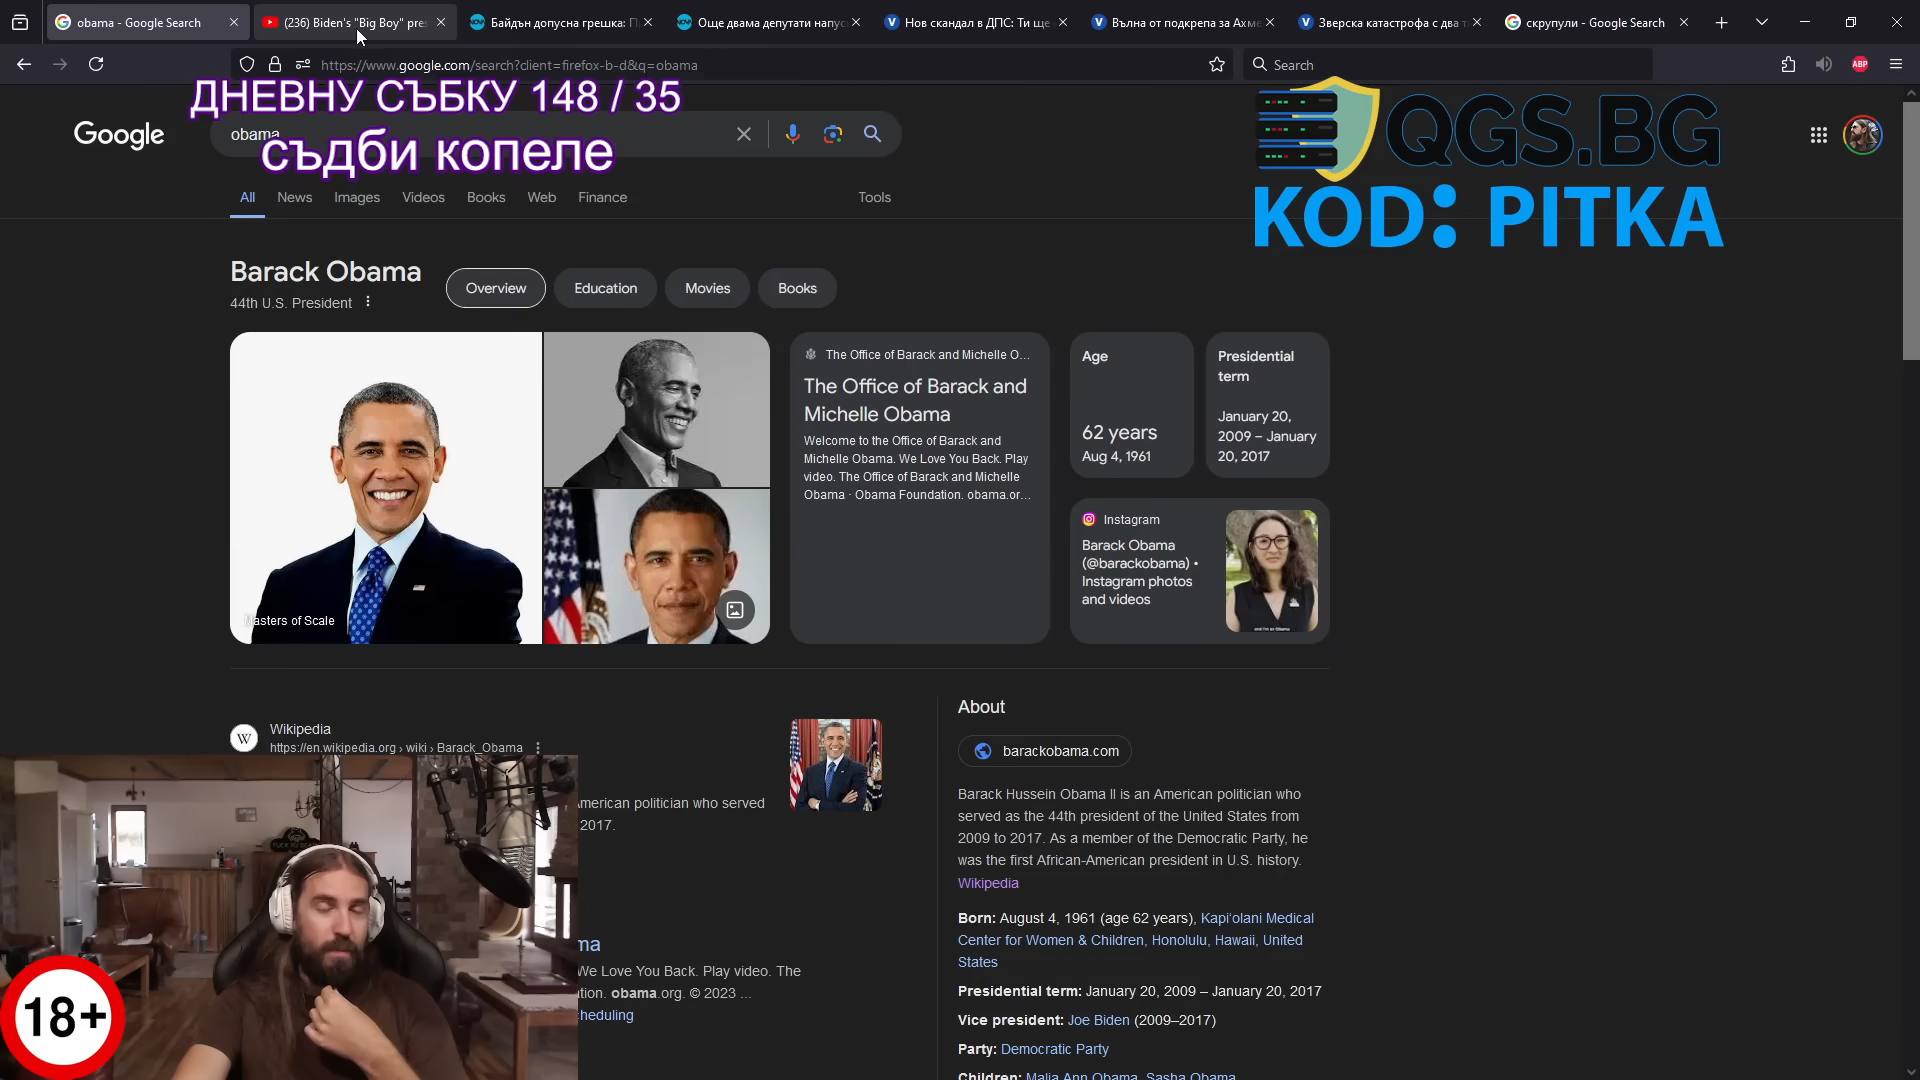 obama - Google Search
(236) Biden's "Big Boy" pre
Байдън допусна грешка: П
Още двама депутати напус
Нов скандал в ДПС: Ти ще
Вълна от подкрепа за Ахме
Зверска катастрофа с два т
скрупули - Google Search
https://www.google.com/search?client=firefox-b-d&q=obama
Search
ABP
ДНЕВНУ СЪБКУ 148 / 35
съдби копеле
Google
obama
QGS.BG
KOD: PITKA
All
News
Images
Videos
Books
Web
Finance
Tools
Barack Obama
44th U.S. President
Overview
Education
Movies
Books
Masters of Scale
The Office of Barack and Michelle O...
The Office of Barack and
Michelle Obama
Welcome to the Office of Barack and
Michelle Obama. We Love You Back. Play
video. The Office of Barack and Michelle
Obama · Obama Foundation. obama.or...
Age
62 years
Aug 4, 1961
Presidential
term
January 20,
2009 – January
20, 2017
Instagram
Barack Obama
(@barackobama) •
Instagram photos
and videos
W
Wikipedia
https://en.wikipedia.org › wiki › Barack_Obama
American politician who served
2017.
ma
We Love You Back. Play video. The
tion. obama.org. © 2023 ...
cheduling
About
barackobama.com
Barack Hussein Obama II is an American politician who
served as the 44th president of the United States from
2009 to 2017. As a member of the Democratic Party, he
was the first African-American president in U.S. history.
Wikipedia
Born: August 4, 1961 (age 62 years), Kapiʻolani Medical
Center for Women & Children, Honolulu, Hawaii, United
States
Presidential term: January 20, 2009 – January 20, 2017
Vice president: Joe Biden (2009–2017)
Party: Democratic Party
Children: Malia Ann Obama, Sasha Obama
18+